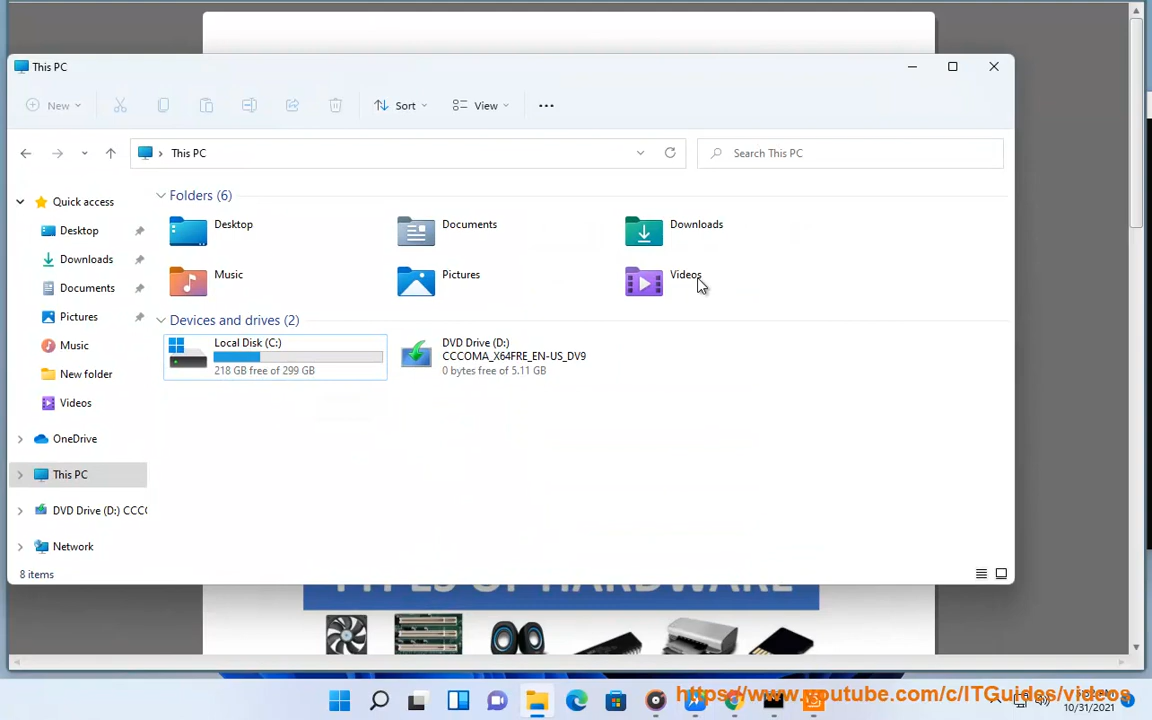 This PC
New
Sort
View
This PC
Search This PC
Quick access
Desktop
Downloads
Documents
Pictures
Music
New folder
Videos
OneDrive
This PC
DVD Drive (D:) CCC
Network
Folders (6)
Desktop
Documents
Downloads
Music
Pictures
Videos
Devices and drives (2)
Local Disk (C:)
218 GB free of 299 GB
DVD Drive (D:)
CCCOMA_X64FRE_EN-US_DV9
0 bytes free of 5.11 GB
8 items
TYPES OF HARDWARE
https://www.youtube.com/c/ITGuides/videos
10/31/2021